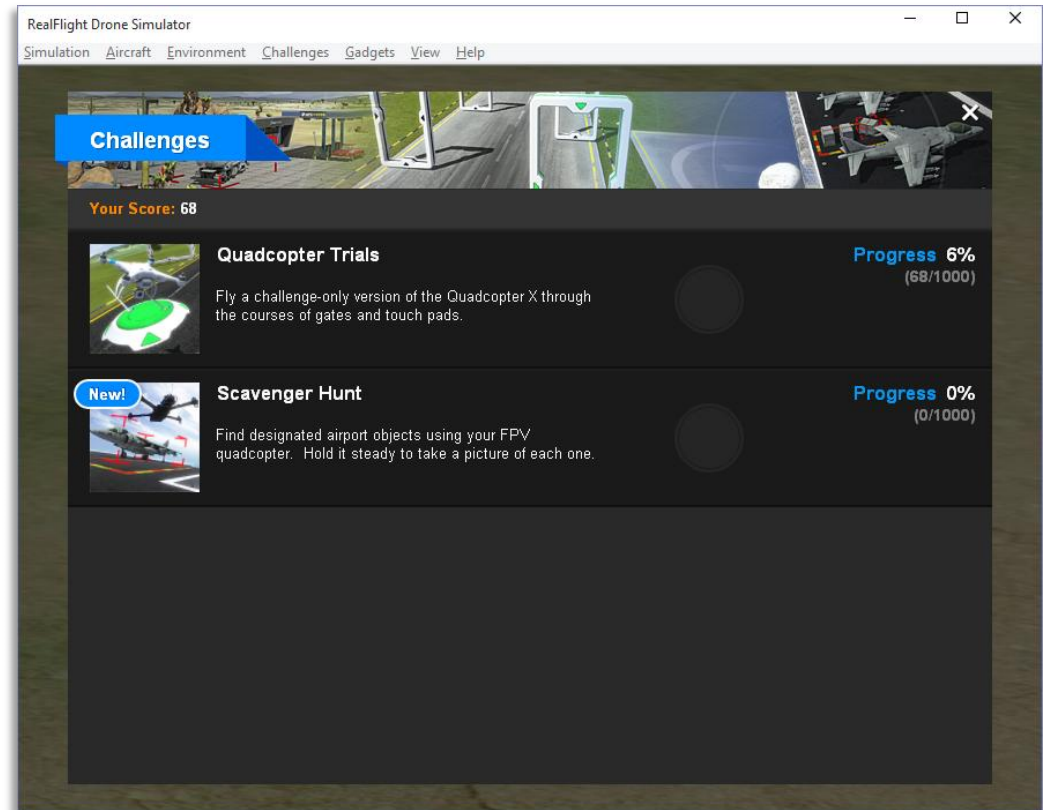 RealFlight Drone Simulator
Simulation Aircraft Environment Challenges Gadgets View Help
Challenges
Your Score: 68
Quadcopter Trials
Progress 6%
(68/1000)
Fly a challenge-only version of the Quadcopter X through
the courses of gates and touch pads.
New!
Scavenger Hunt
Progress 0%
(0/1000)
Find designated airport objects using your FPV
quadcopter. Hold it steady to take a picture of each one.